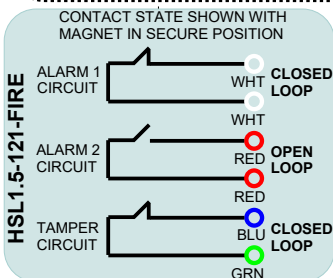 CONTACT STATE SHOWN WITH
MAGNET IN SECURE POSITION
HSL1.5-121-FIRE
ALARM 1
CIRCUIT
WHT
WHT
CLOSED
LOOP
ALARM 2
CIRCUIT
RED
RED
OPEN
LOOP
TAMPER
CIRCUIT
BLU
GRN
CLOSED
LOOP